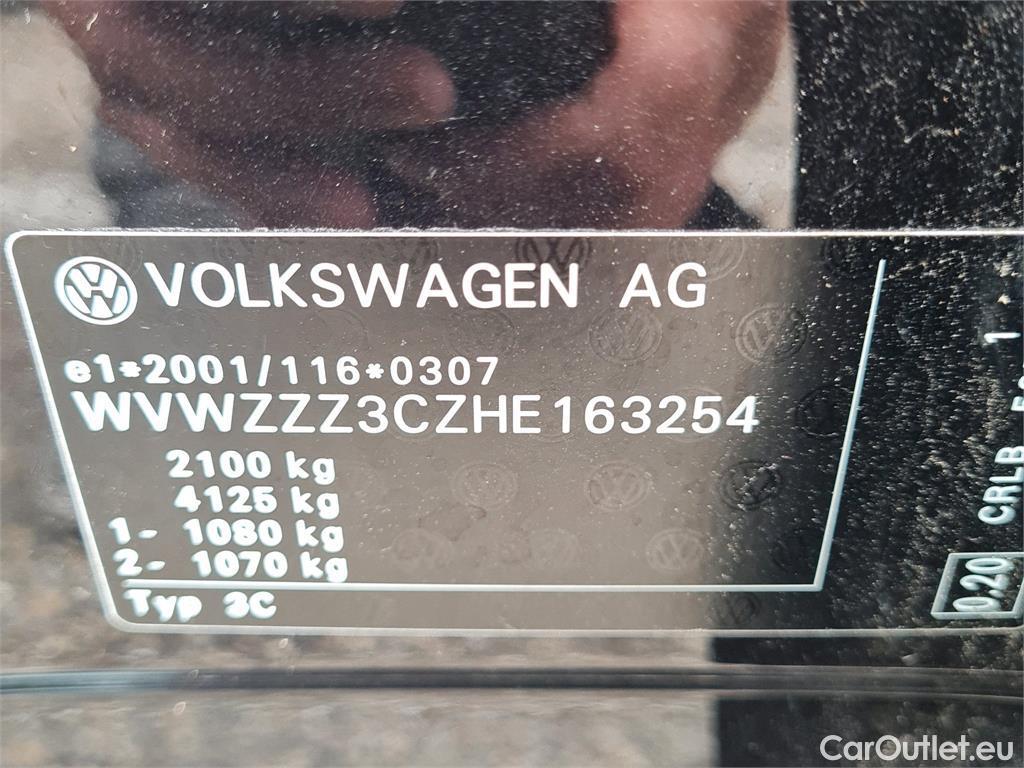 VOLKSWAGEN AG
e1*2001/116*0307
WVWZZZ3CZHE163254
2100 kg
4125 kg
1- 1080 kg
2- 1070 kg
Typ 3C
CRLB
1
0.20
CarOutlet.eu